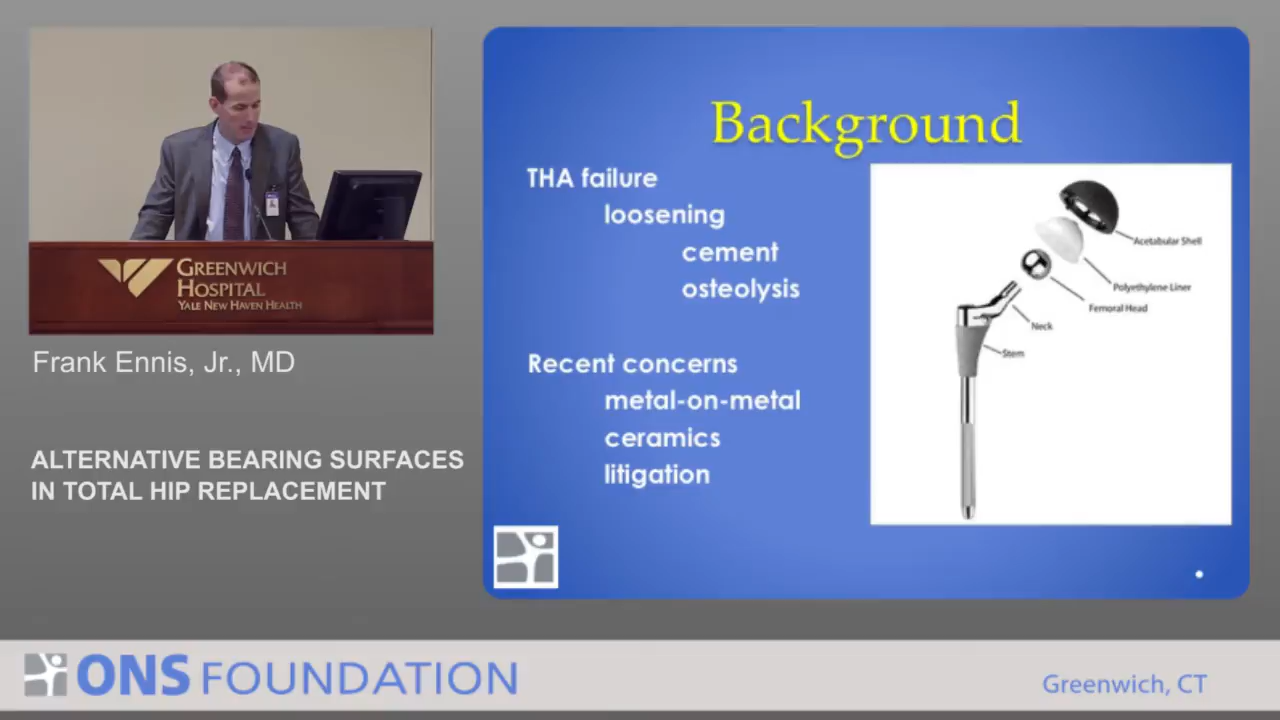 GREENWICH
HOSPITAL
YALE NEW HAVEN HEALTH
Frank Ennis, Jr., MD
ALTERNATIVE BEARING SURFACES
IN TOTAL HIP REPLACEMENT
Background
THA failure
loosening
cement
osteolysis
Recent concerns
metal-on-metal
ceramics
litigation
Acetabular Shell
Polyethylene Liner
Femoral Head
Neck
Stem
ONS FOUNDATION
Greenwich, CT